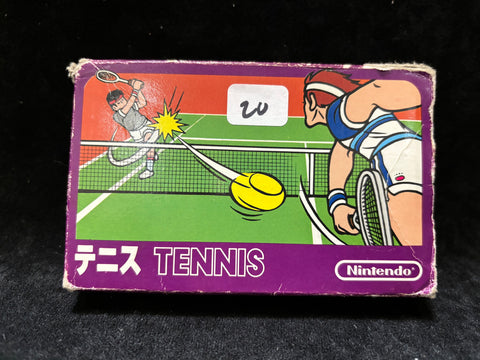 20
テニス TENNIS
Nintendo